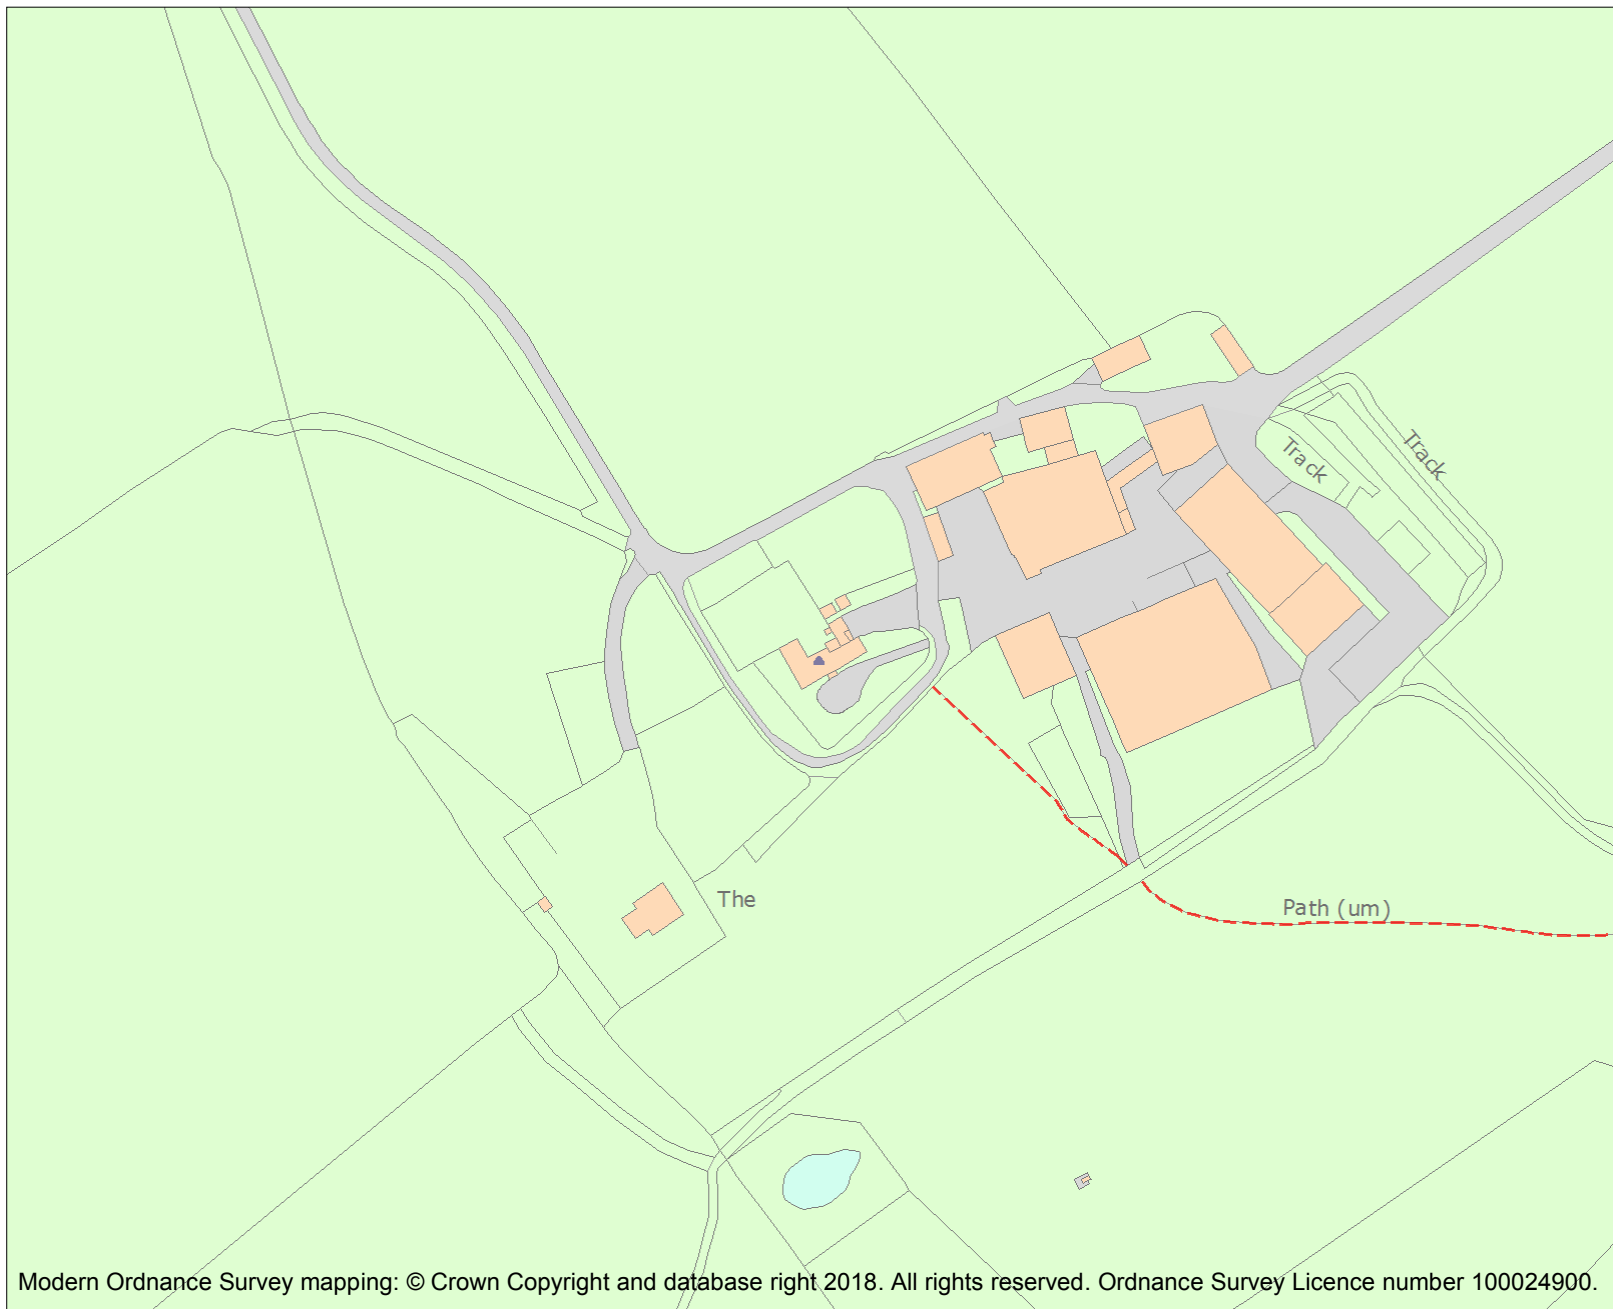 Track
Track
The
Path (um)
Modern Ordnance Survey mapping: © Crown Copyright and database right 2018. All rights reserved. Ordnance Survey Licence number 100024900.